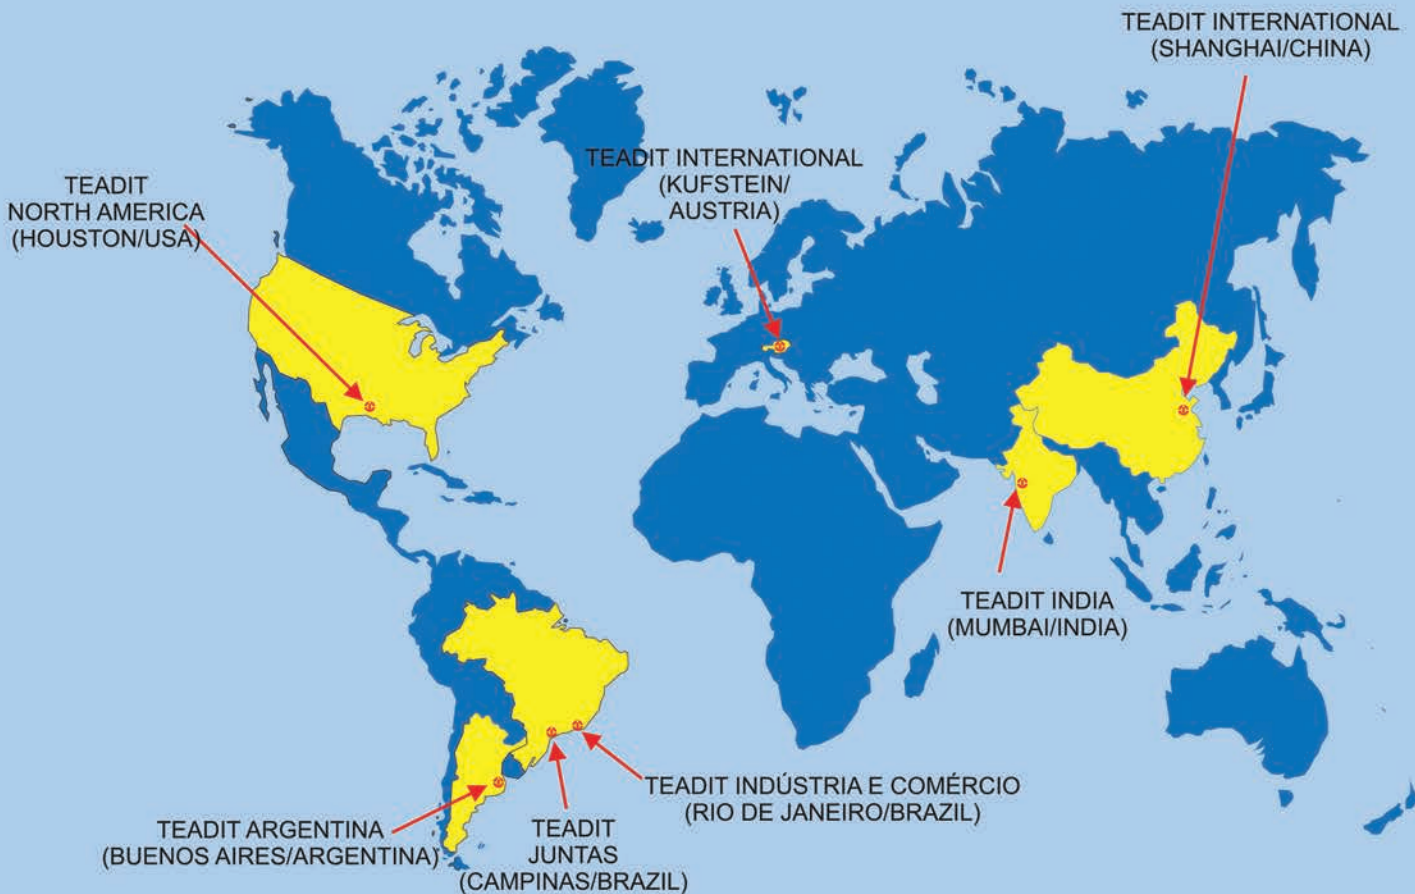 TEADIT INTERNATIONAL
(SHANGHAI/CHINA)
TEADIT INTERNATIONAL
(KUFSTEIN/
AUSTRIA)
TEADIT
NORTH AMERICA
(HOUSTON/USA)
TEADIT INDIA
(MUMBAI/INDIA)
TEADIT INDÚSTRIA E COMÉRCIO
(RIO DE JANEIRO/BRAZIL)
TEADIT ARGENTINA
(BUENOS AIRES/ARGENTINA)
TEADIT
JUNTAS
(CAMPINAS/BRAZIL)